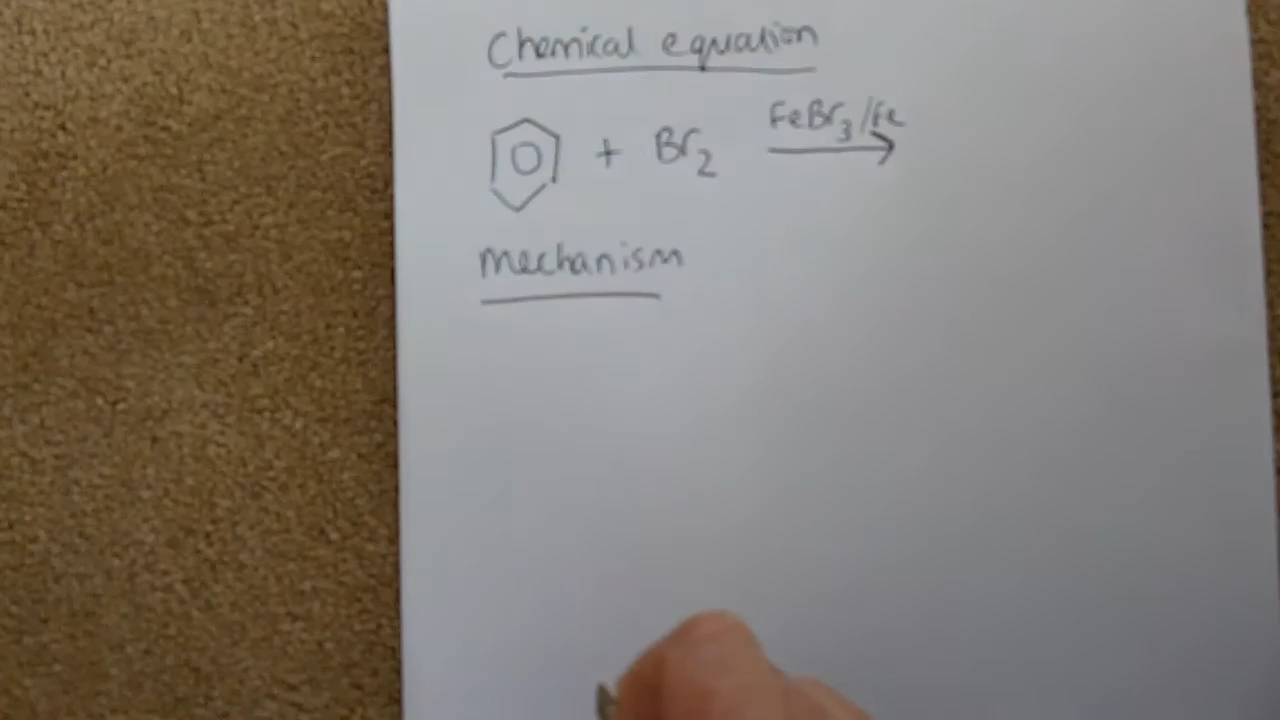 Chemical equation
+ Br2 FeBr3/Fe →
Mechanism